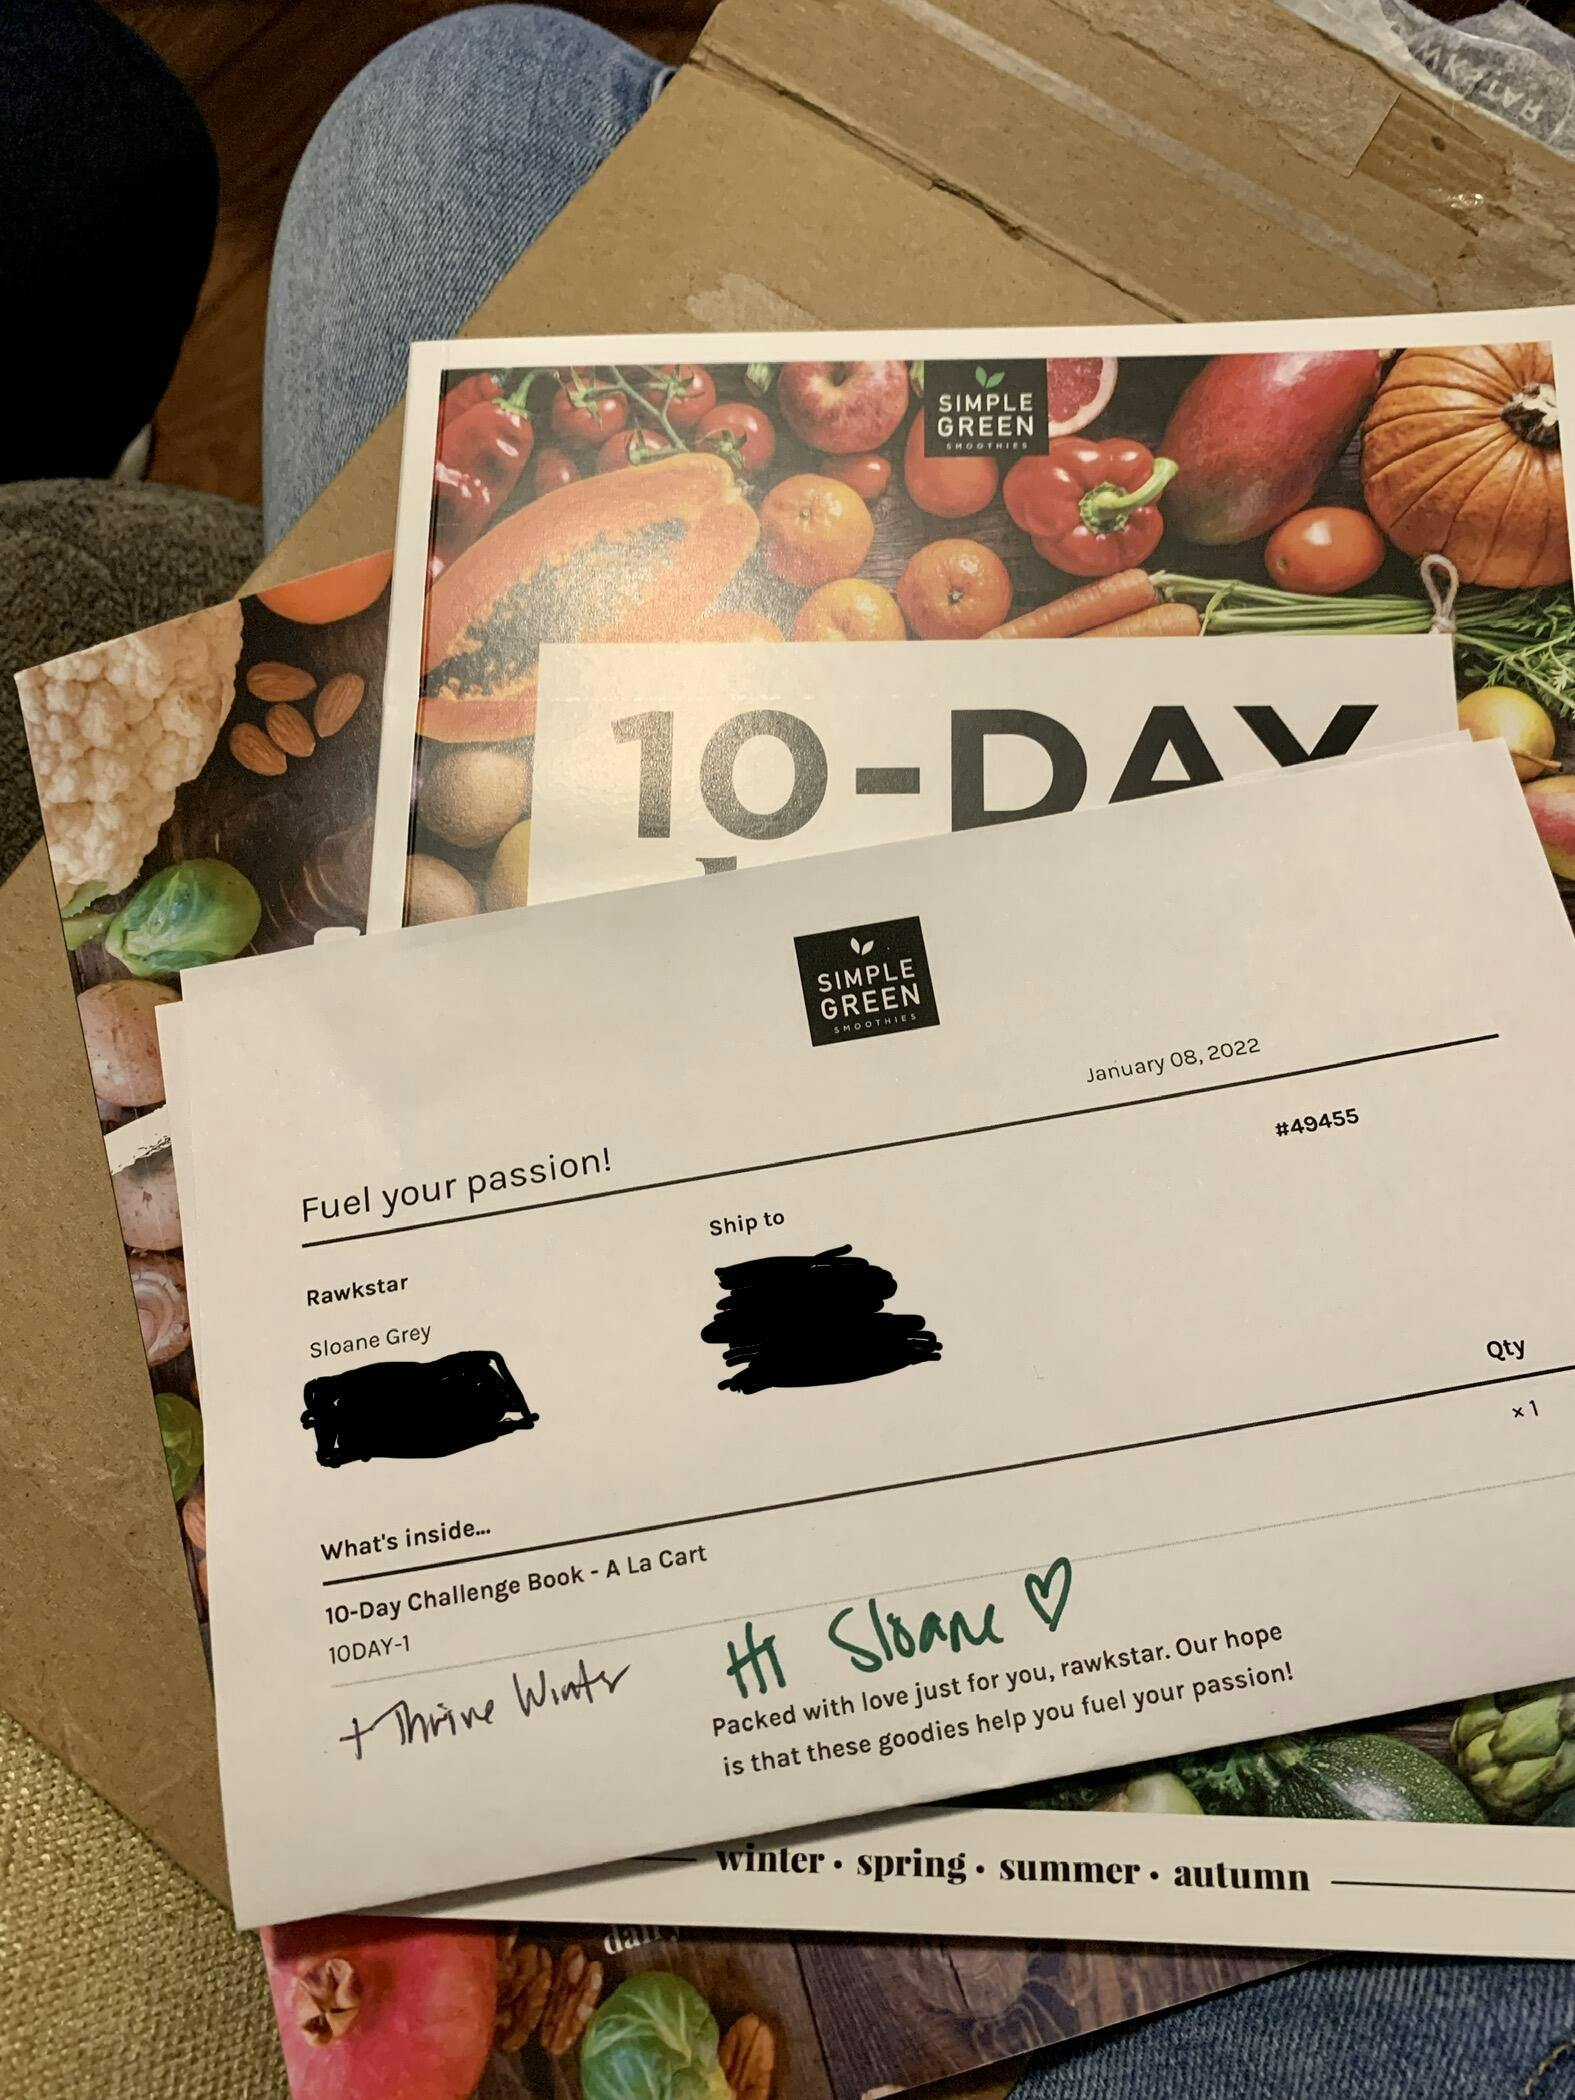 SIMPLE
GREEN
SMOOTHIES
10-DAY
SIMPLE
GREEN
SMOOTHIES
January 08, 2022
Fuel your passion!
#49455
Rawkstar
Ship to
Sloane Grey
Qty
x 1
What's inside...
10-Day Challenge Book - A La Cart
10DAY-1
+ Thrive Winter
Hi Sloane
Packed with love just for you, rawkstar. Our hope
is that these goodies help you fuel your passion!
winter · spring · summer · autumn